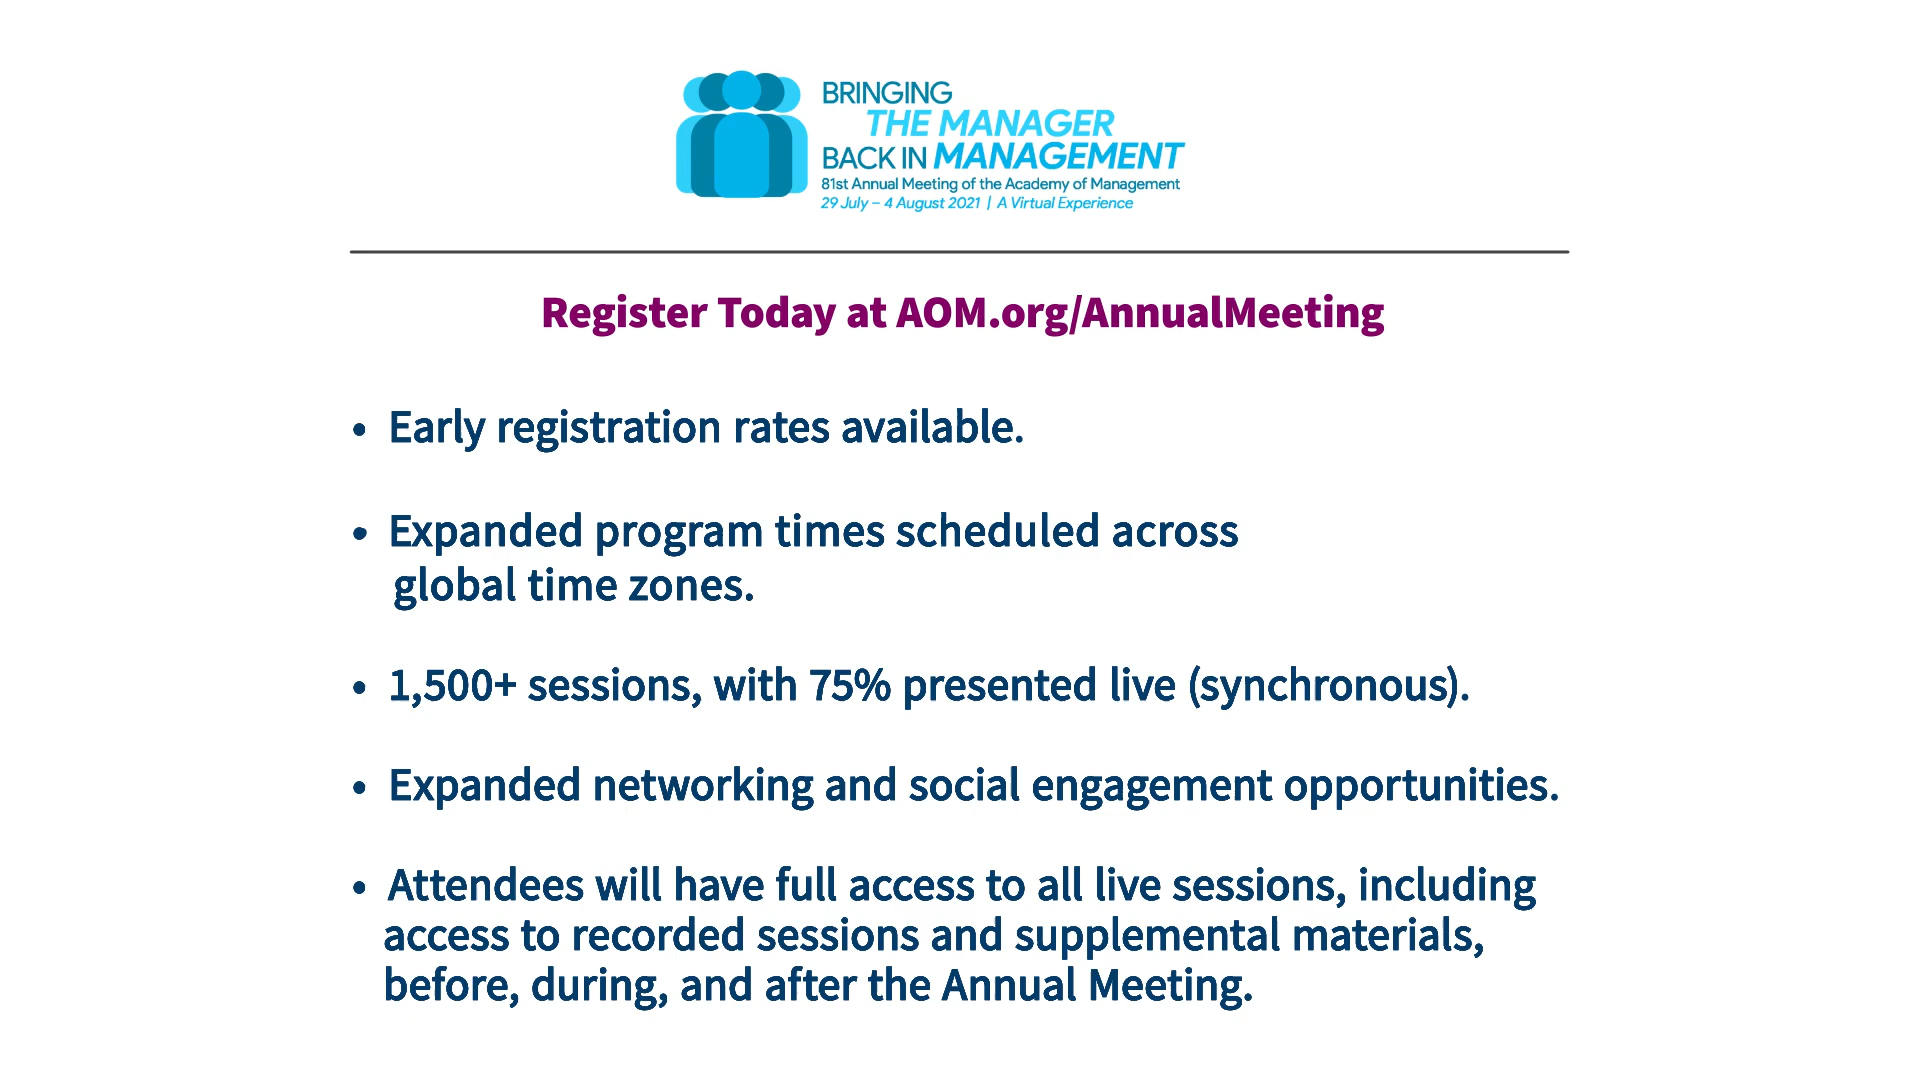 BRINGING
THE MANAGER
BACK IN MANAGEMENT
81st Annual Meeting of the Academy of Management
29 July – 4 August 2021 | A Virtual Experience
Register Today at AOM.org/AnnualMeeting
• Early registration rates available.
• Expanded program times scheduled across
global time zones.
• 1,500+ sessions, with 75% presented live (synchronous).
• Expanded networking and social engagement opportunities.
• Attendees will have full access to all live sessions, including
access to recorded sessions and supplemental materials,
before, during, and after the Annual Meeting.